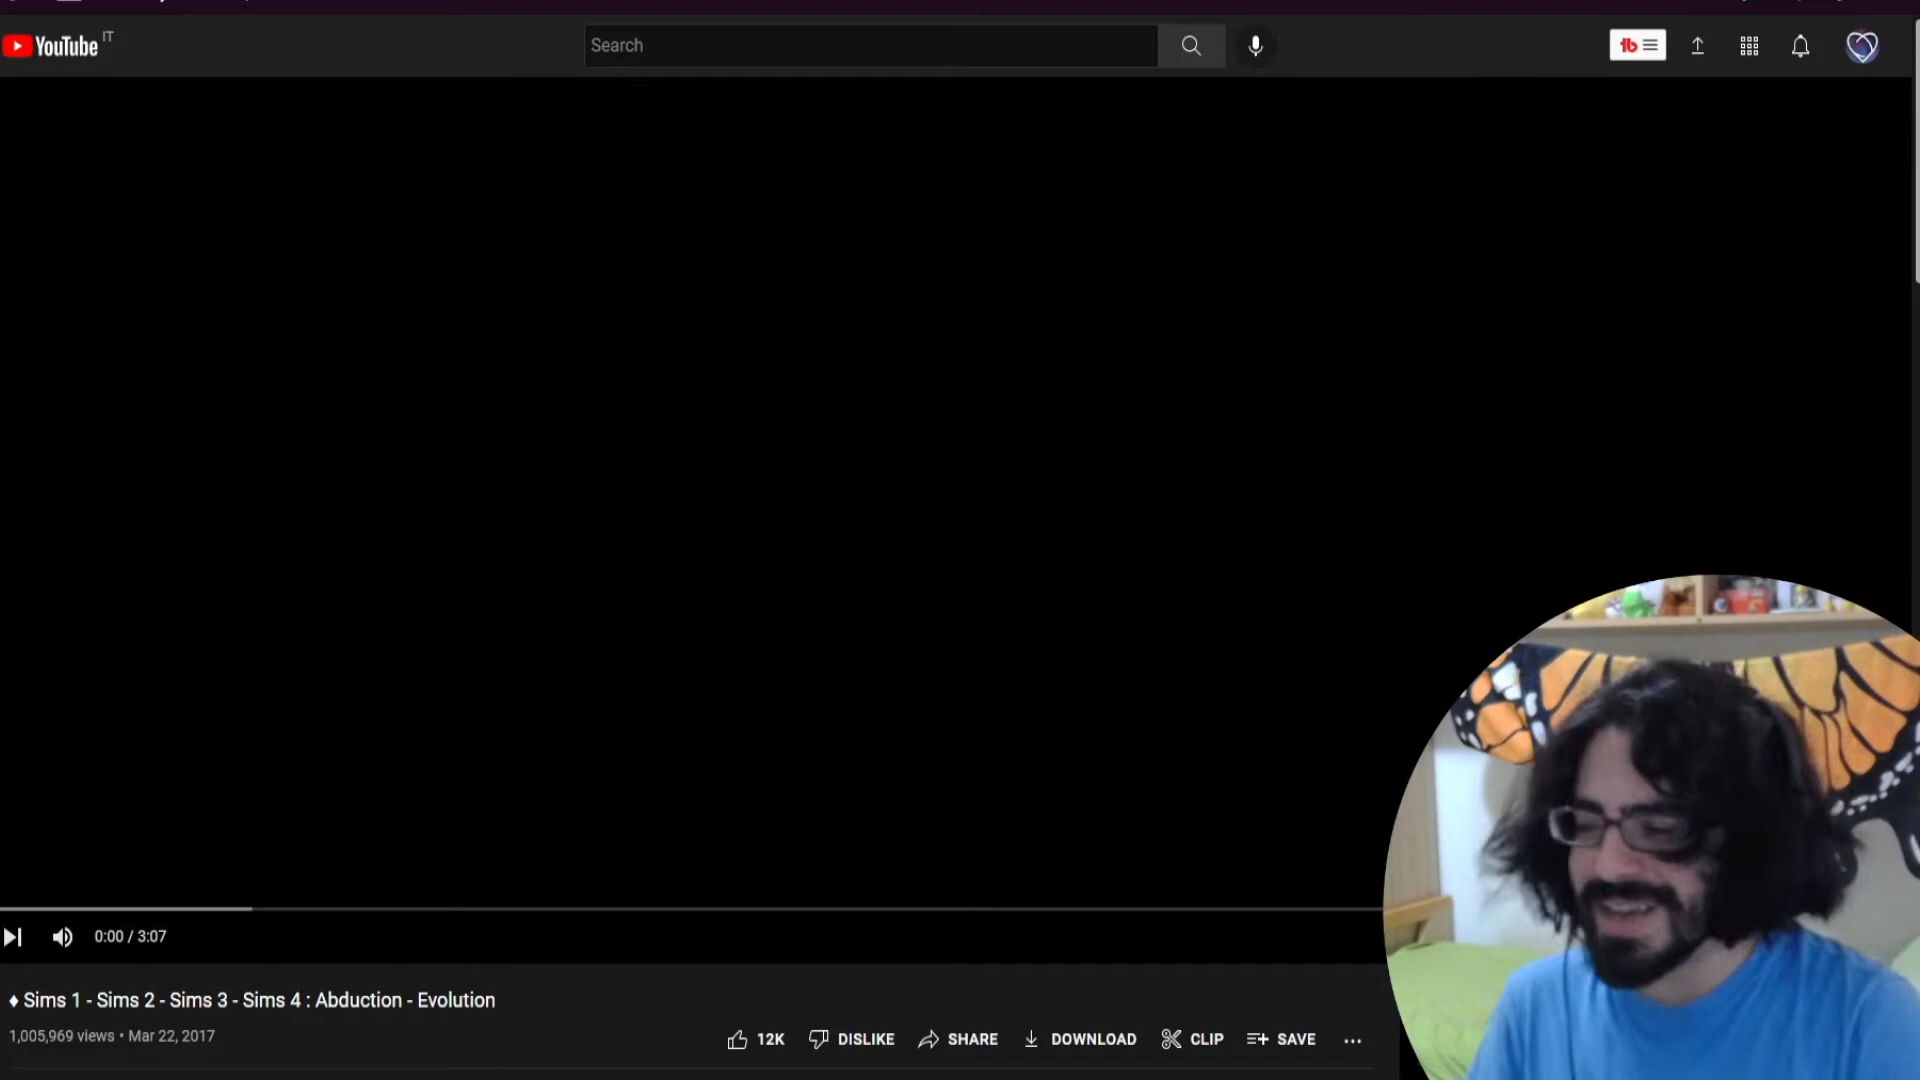 YouTube IT
Search
tb
0:00 / 3:07
♦ Sims 1 - Sims 2 - Sims 3 - Sims 4 : Abduction - Evolution
1,005,969 views • Mar 22, 2017
12K DISLIKE SHARE DOWNLOAD CLIP SAVE